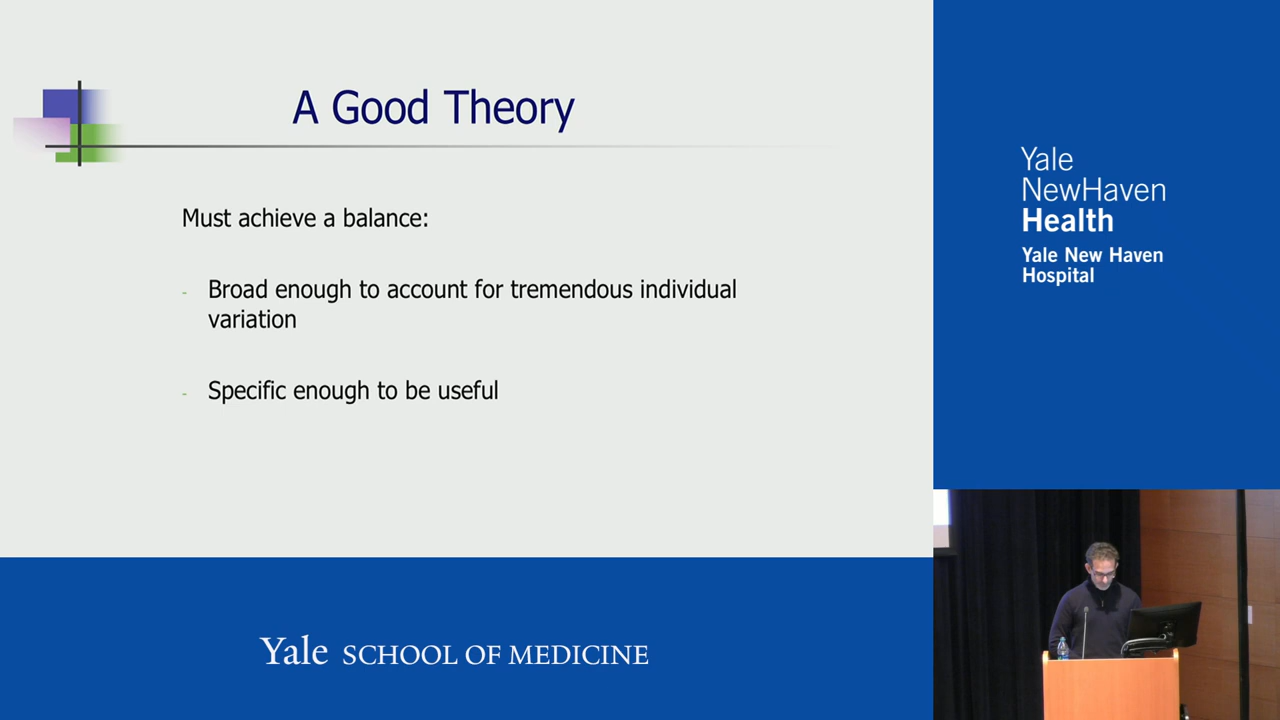 A Good Theory
Must achieve a balance:
- Broad enough to account for tremendous individual
variation
- Specific enough to be useful
Yale
NewHaven
Health
Yale New Haven
Hospital
Yale SCHOOL OF MEDICINE